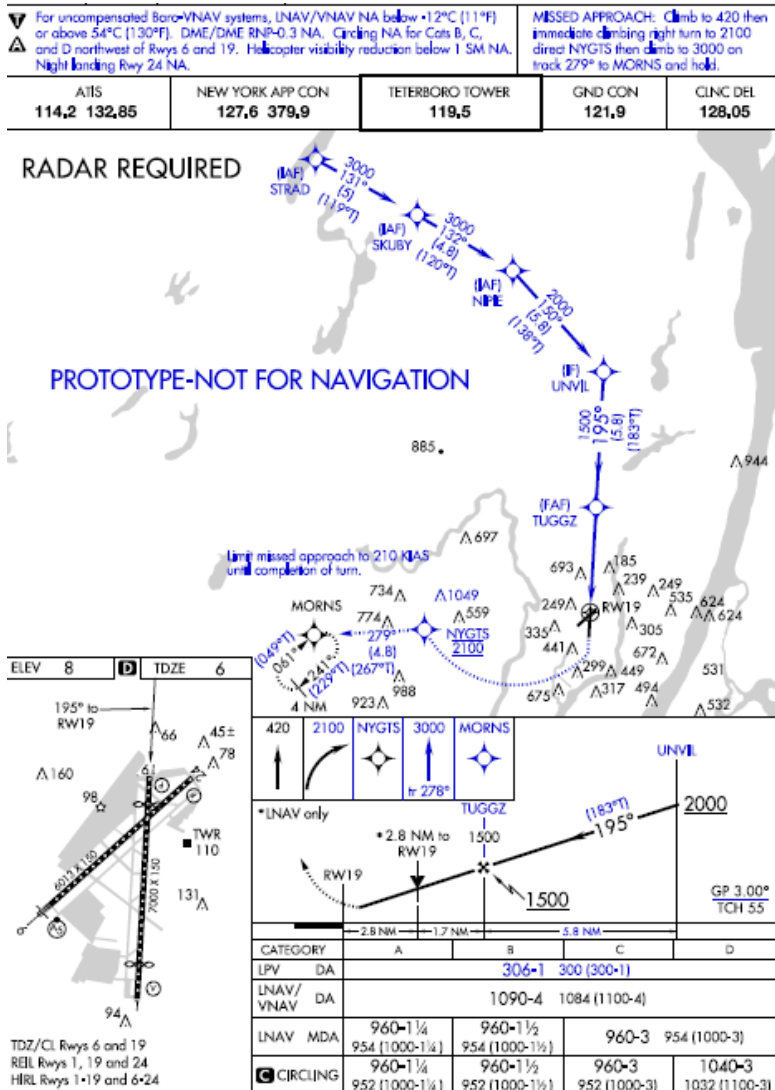 For uncompensated Baro-VNAV systems, LNAV/VNAV NA below -12°C (11°F)
or above 54°C (130°F). DME/DME RNP-0.3 NA. Circling NA for Cats B, C,
and D northwest of Rwys 6 and 19. Helicopter visibility reduction below 1 SM NA.
Night landing Rwy 24 NA.
MISSED APPROACH: Climb to 420 then
immediate climbing right turn to 2100
direct NYGTS then climb to 3000 on
track 279° to MORNS and hold.
ATIS
114.2 132.85
NEW YORK APP CON
127.6 379.9
TETERBORO TOWER
119.5
GND CON
121.9
CLNC DEL
128.05
RADAR REQUIRED
(IAF)
STRAD
3000
131°
(5)
(119°T)
(IAF)
SKUBY
3000
132°
(4.8)
(120°T)
(IAF)
NIPIE
2000
150°
(5.8)
(138°T)
(IF)
UNVIL
PROTOTYPE-NOT FOR NAVIGATION
1500
195°
(5.8)
(183°T)
885
944
(FAF)
TUGGZ
697
Limit missed approach to 210 KIAS
until completion of turn.
693
185
239
249
734
1049
249
RW19
535
624
624
MORNS
774
559
335
305
279°
(4.8)
(267°T)
NYGTS
2100
441
672
(049°T)
061°
241°
(229°T)
4 NM
988
923
299
449
531
675
317
494
532
ELEV 8
D
TDZE 6
195° to
RW19
66
45±
78
160
98
TWR
110
6013 X 150
7000 X 150
131
94
6
24
A5
TDZ/CL Rwys 6 and 19
REIL Rwys 1, 19 and 24
HIRL Rwys 1-19 and 6-24
420
2100
NYGTS
3000
tr 278°
MORNS
UNVIL
*LNAV only
TUGGZ
(183°T)
195°
2000
*2.8 NM to
RW19
1500
RW19
1500
GP 3.00°
TCH 55
2.8 NM
1.7 NM
5.8 NM
CATEGORY A B C D
LPV DA 306-1 300 (300-1)
LNAV/
VNAV DA 1090-4 1084 (1100-4)
LNAV MDA
960-1¼
954 (1000-1¼)
960-1½
954 (1000-1½)
960-3 954 (1000-3)
C CIRCLING
960-1¼
952 (1000-1¼)
960-1½
952 (1000-1½)
960-3
952 (1000-3)
1040-3
1032 (1100-3)